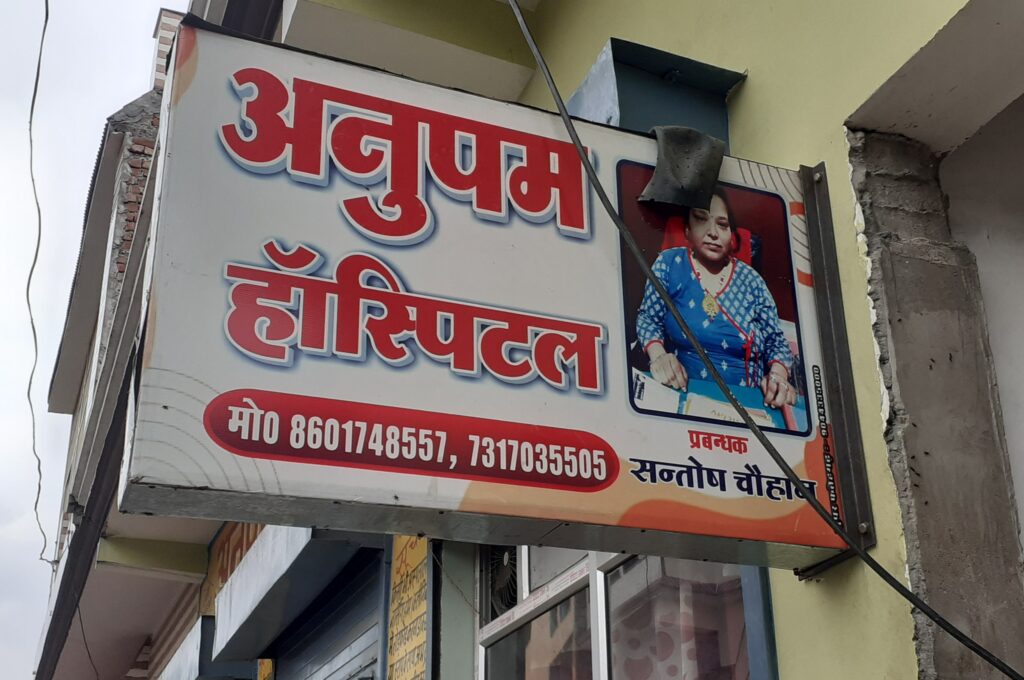 अनुपम
हॉस्पिटल
मो0 8601748557, 7317035505
प्रबन्धक
सन्तोष चौहान